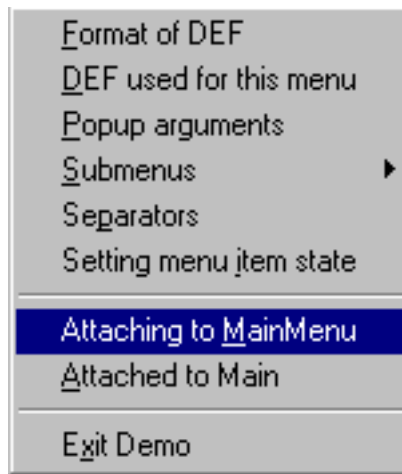 Format of DEF
DEF used for this menu
Popup arguments
Submenus
Separators
Setting menu item state
Attaching to MainMenu
Attached to Main
Exit Demo